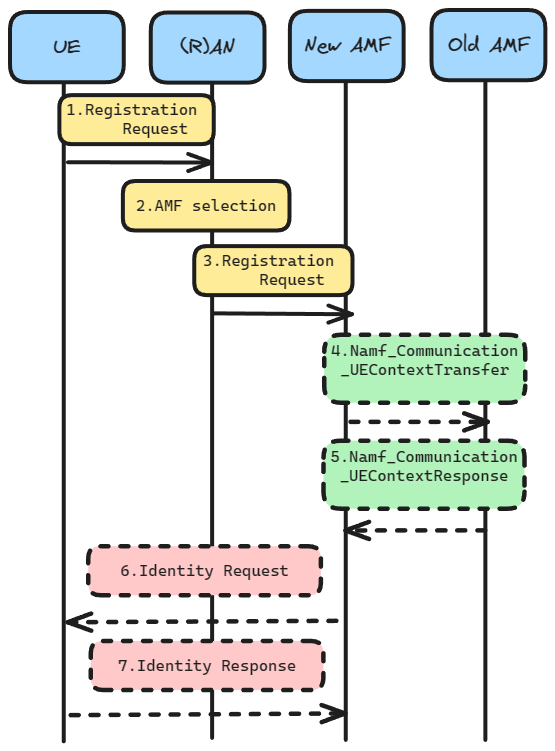 UE
(R)AN
New AMF
Old AMF
1.Registration
Request
2.AMF selection
3.Registration
Request
4.Namf_Communication
_UEContextTransfer
5.Namf_Communication
_UEContextResponse
6.Identity Request
7.Identity Response